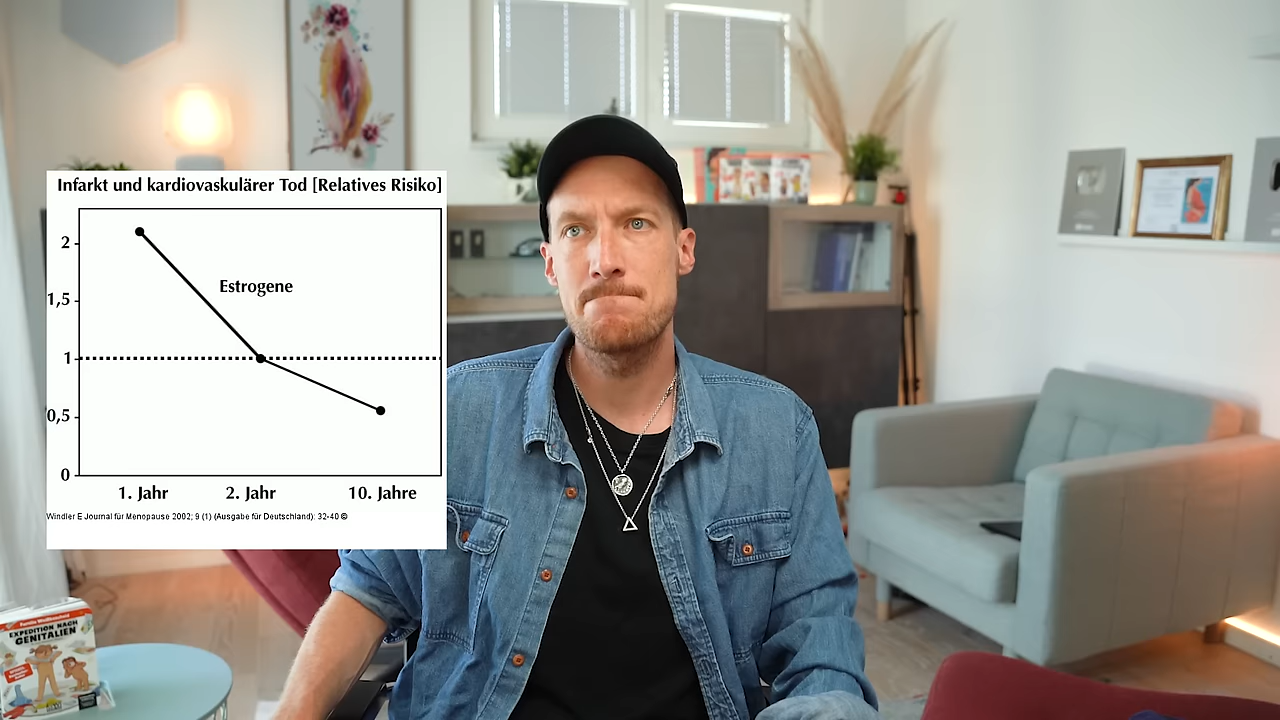 Infarkt und kardiovaskulärer Tod [Relatives Risiko]
2
1,5
1
0,5
0
Estrogene
1. Jahr 2. Jahr 10. Jahre
Windler E Journal für Menopause 2002; 9 (1) (Ausgabe für Deutschland): 32-40 ©
EXPEDITION NACH
GENITALIEN